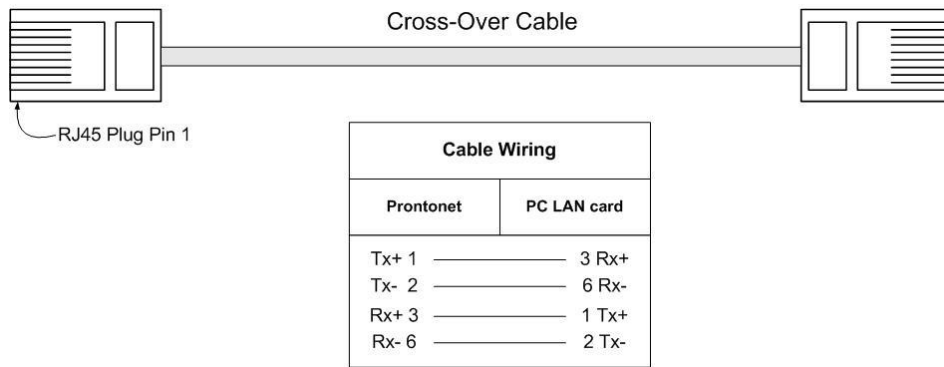 Cross-Over Cable
RJ45 Plug Pin 1
Cable Wiring
Prontonet PC LAN card
Tx+ 1 3 Rx+
Tx- 2 6 Rx-
Rx+ 3 1 Tx+
Rx- 6 2 Tx-